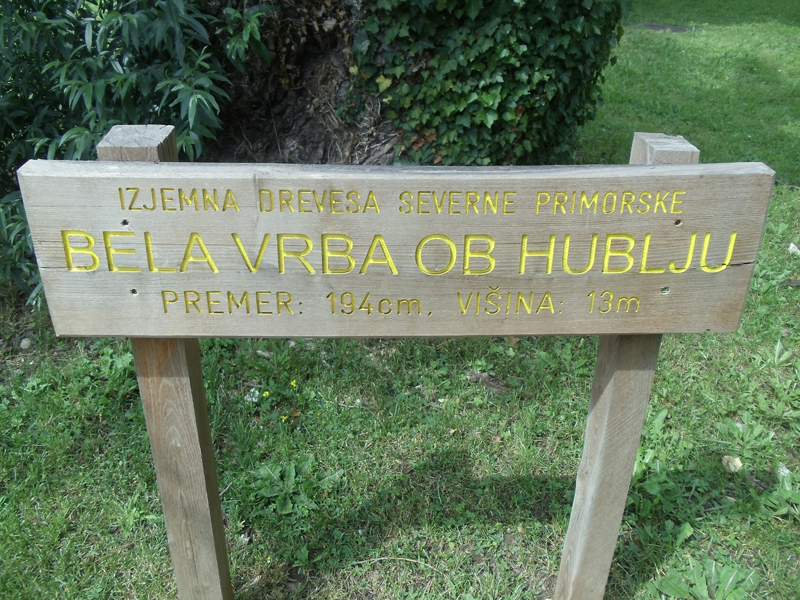 IZJEMNA DREVESA SEVERNE PRIMORSKE
BELA VRBA OB HUBLJU
PREMER: 194cm, VIŠINA: 13m